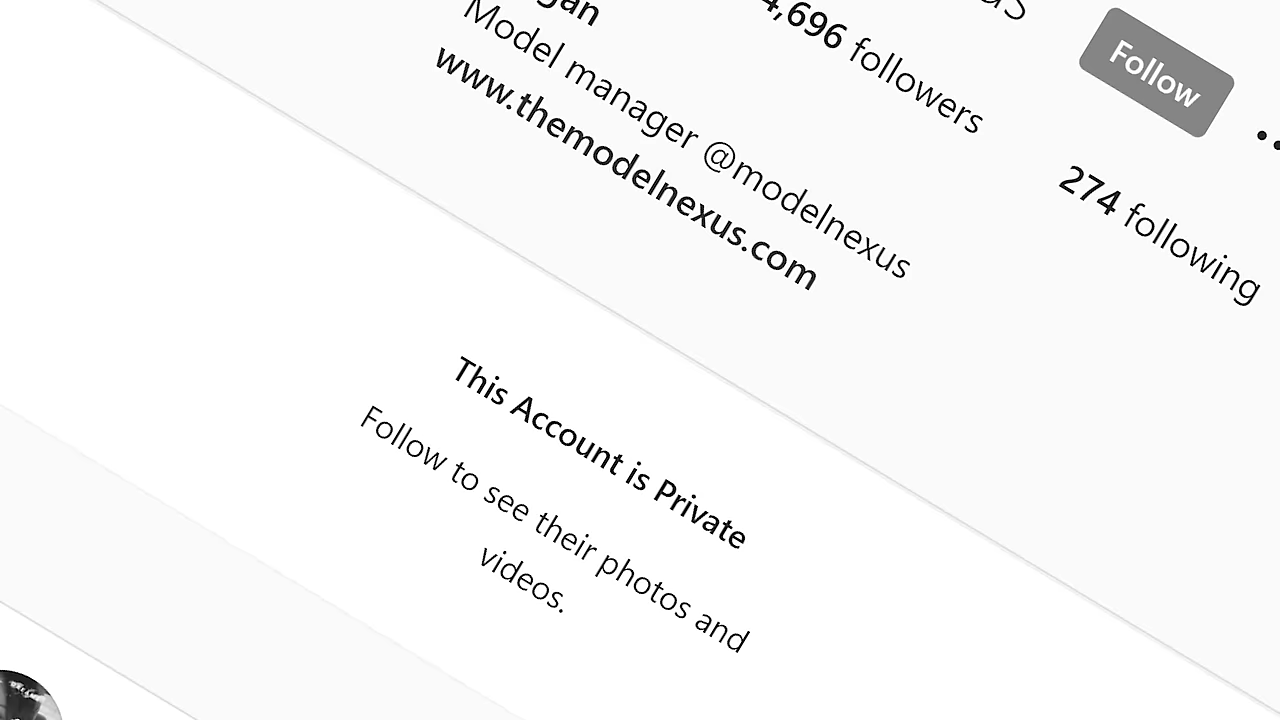 Follow
4,696 followers
274 following
Model manager @modelnexus
www.themodelnexus.com
This Account is Private
Follow to see their photos and
videos.